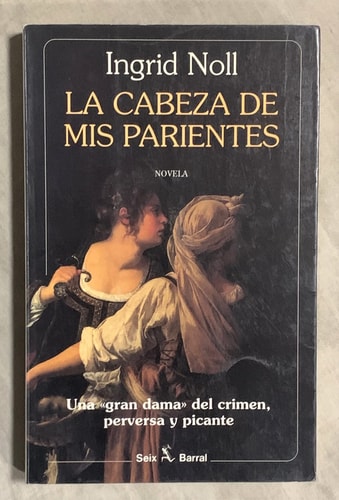 Ingrid Noll
LA CABEZA DE
MIS PARIENTES
NOVELA
Una «gran dama» del crimen,
perversa y picante
Seix Barral